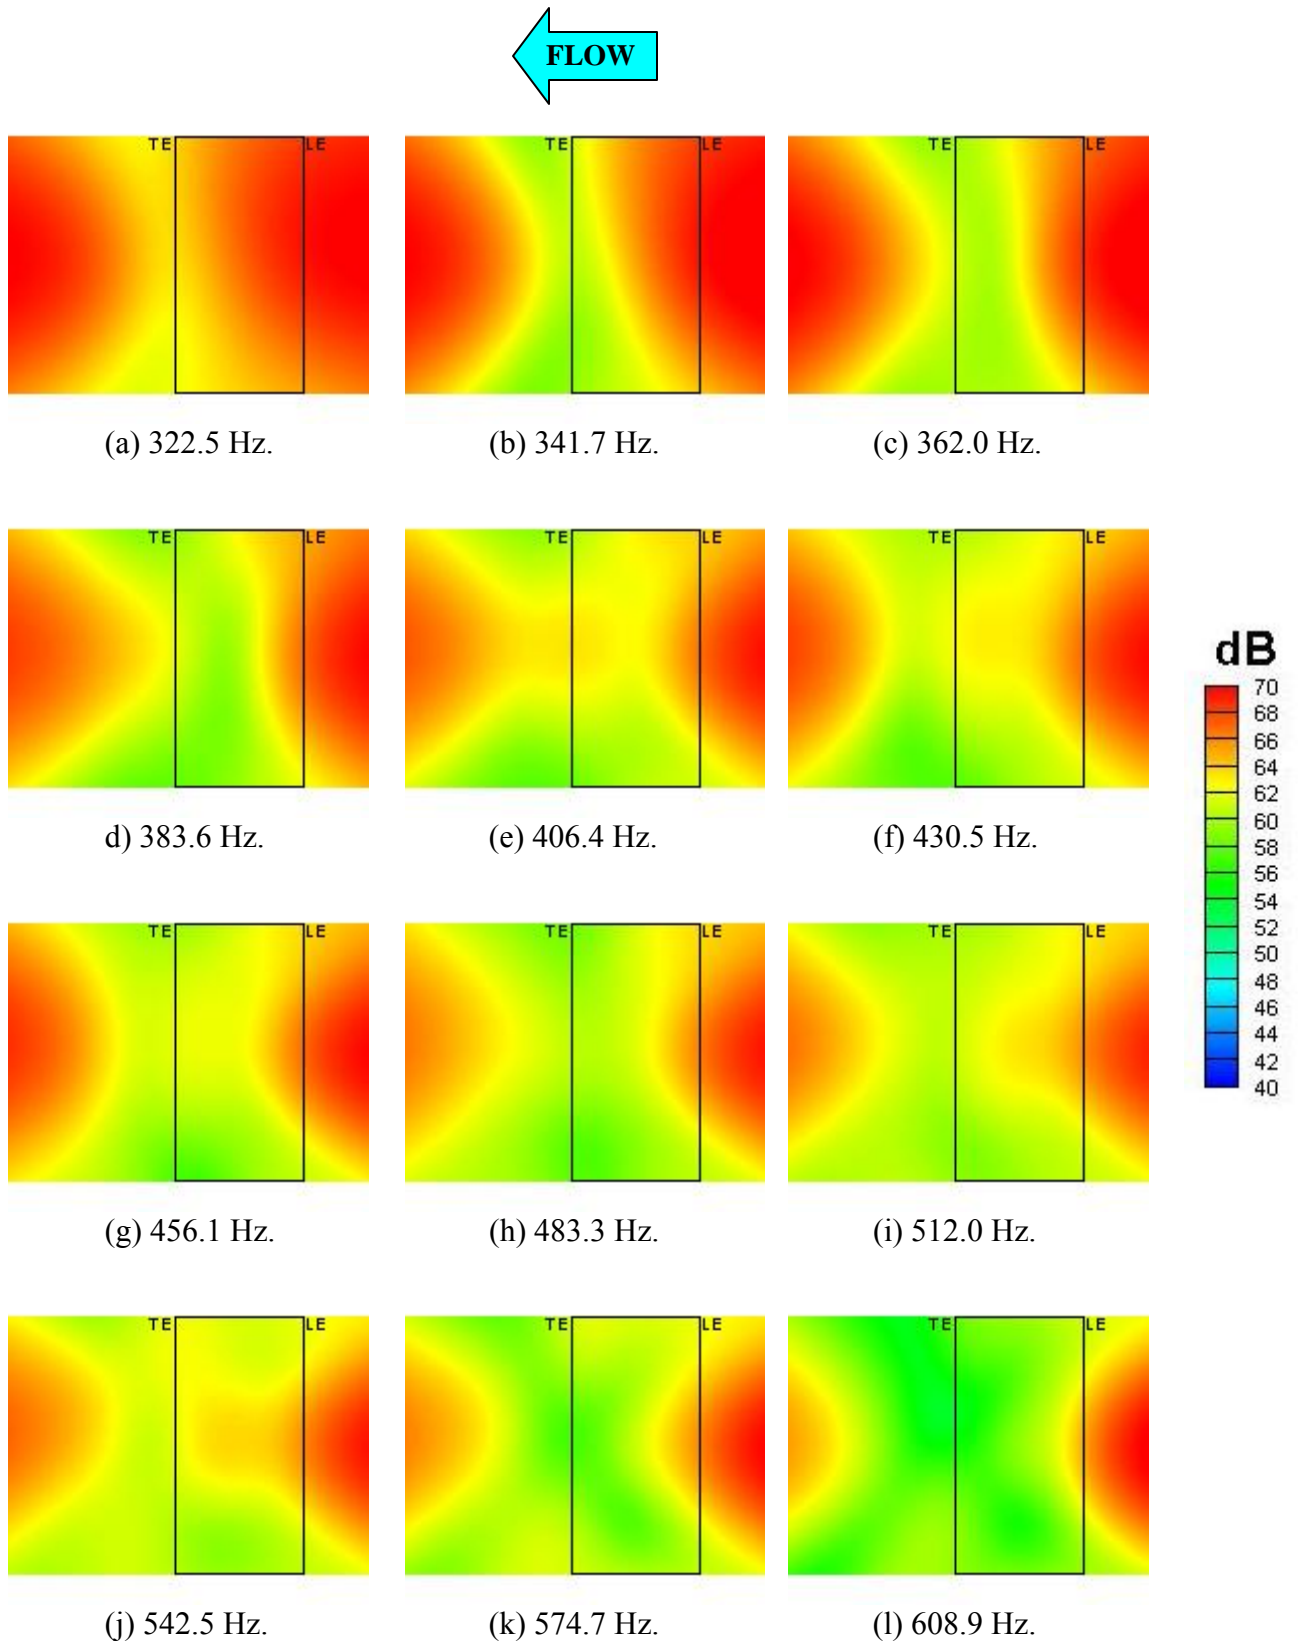 FLOW
TE LE TE LE TE LE
(a) 322.5 Hz. (b) 341.7 Hz. (c) 362.0 Hz.
TE LE TE LE TE LE
d) 383.6 Hz. (e) 406.4 Hz. (f) 430.5 Hz.
dB
70
68
66
64
62
60
58
56
54
52
50
48
46
44
42
40
TE LE TE LE TE LE
(g) 456.1 Hz. (h) 483.3 Hz. (i) 512.0 Hz.
TE LE TE LE TE LE
(j) 542.5 Hz. (k) 574.7 Hz. (l) 608.9 Hz.